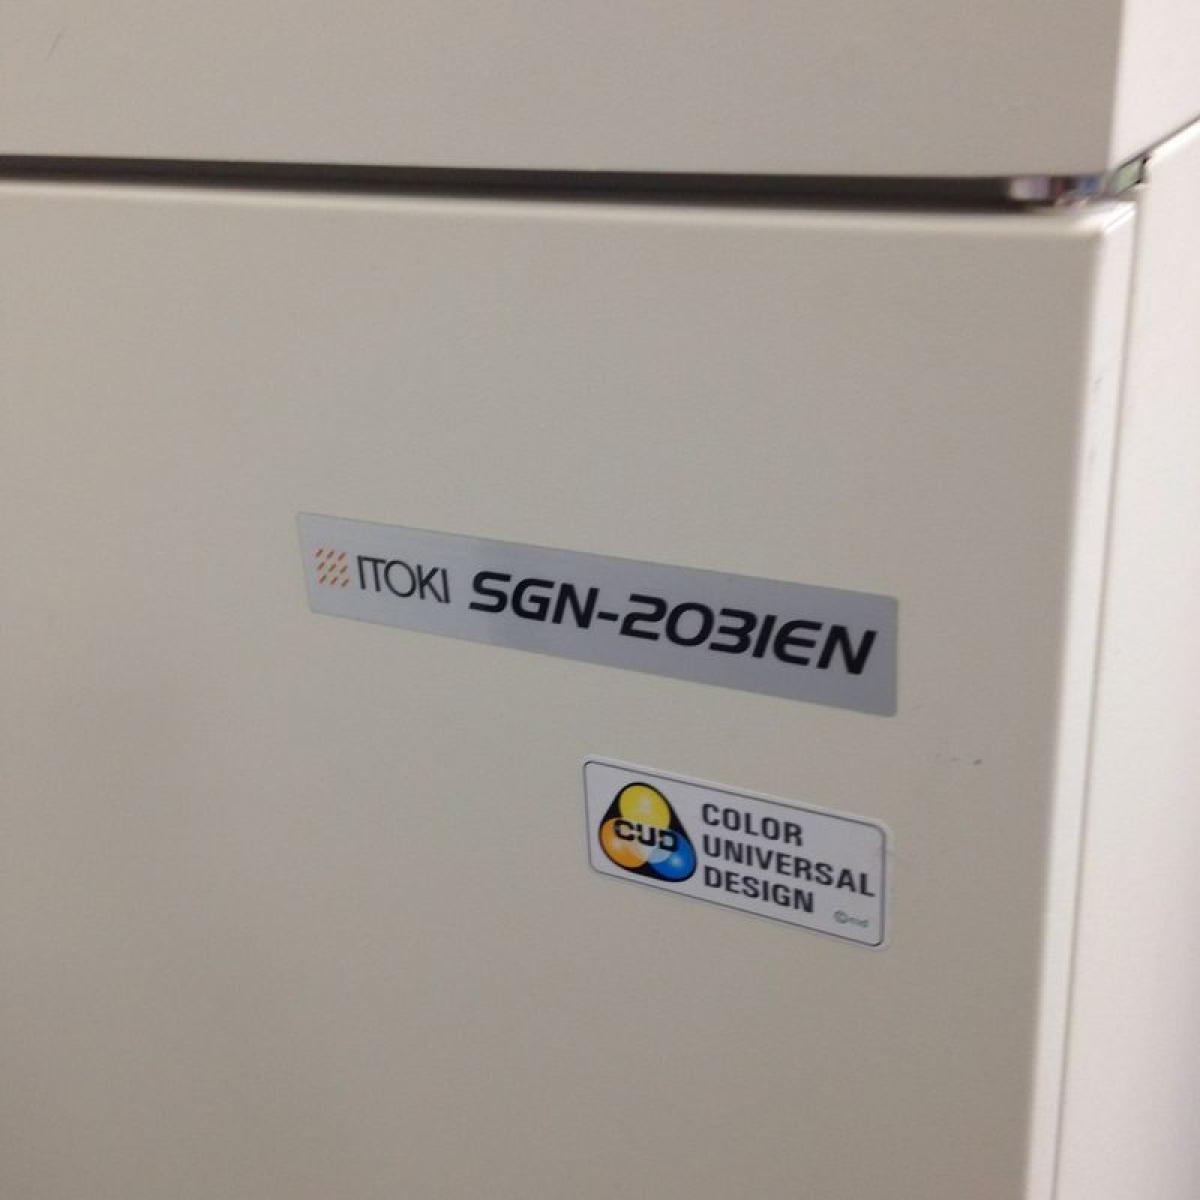 ITOKI SGN-2031EN
CUD
COLOR
UNIVERSAL
DESIGN